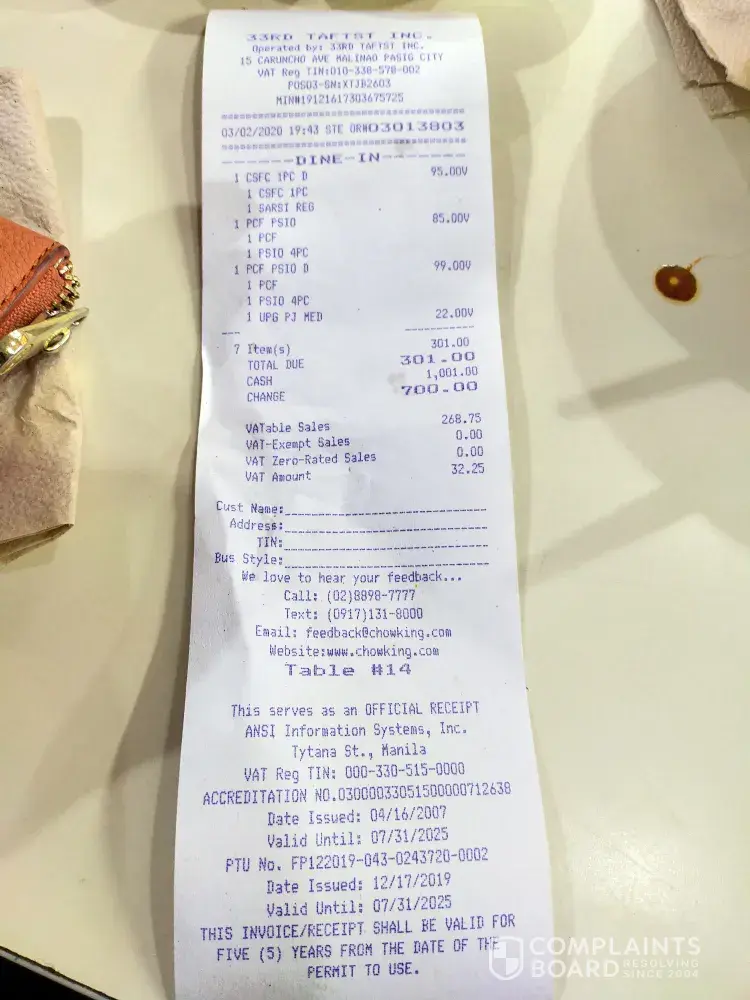 33RD TAFTST INC.
Operated by: 33RD TAFTST INC.
15 CARUNCHO AVE MALINAO PASIG CITY
VAT Reg TIN:010-338-578-002
POS03-SN:XTJB2603
MIN#19121617303675725
03/02/2020 19:43 STE OR#03013803
-------DINE-IN--------
1 CSFC 1PC D 95.00V
1 CSFC 1PC
1 SARSI REG
1 PCF PSIO 85.00V
1 PCF
1 PSIO 4PC
1 PCF PSIO D 99.00V
1 PCF
1 PSIO 4PC
1 UPG PJ MED 22.00V
7 Item(s) 301.00
TOTAL DUE 301.00
CASH 1,001.00
CHANGE 700.00
VATable Sales 268.75
VAT-Exempt Sales 0.00
VAT Zero-Rated Sales 0.00
VAT Amount 32.25
Cust Name:
Address:
TIN:
Bus Style:
We love to hear your feedback...
Call: (02)8898-7777
Text: (0917)131-8000
Email: feedback@chowking.com
Website:www.chowking.com
Table #14
This serves as an OFFICIAL RECEIPT
ANSI Information Systems, Inc.
Tytana St., Manila
VAT Reg TIN: 000-330-515-0000
ACCREDITATION NO.03000033051500000712638
Date Issued: 04/16/2007
Valid Until: 07/31/2025
PTU No. FP122019-043-0243720-0002
Date Issued: 12/17/2019
Valid Until: 07/31/2025
THIS INVOICE/RECEIPT SHALL BE VALID FOR
FIVE (5) YEARS FROM THE DATE OF THE
PERMIT TO USE.
COMPLAINTS
BOARD RESOLVING SINCE 2004